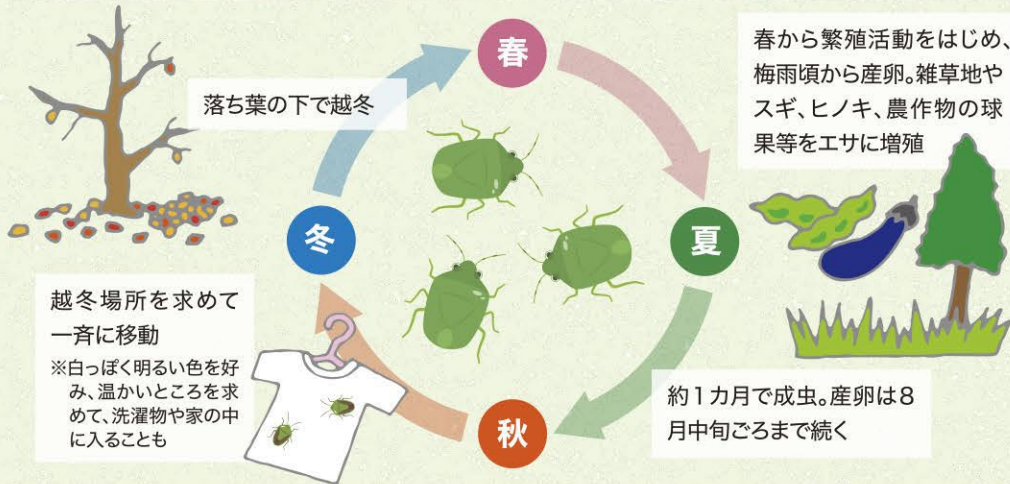 春
春から繁殖活動をはじめ、
梅雨頃から産卵。雑草地や
スギ、ヒノキ、農作物の球
果等をエサに増殖
落ち葉の下で越冬
冬
夏
越冬場所を求めて
一斉に移動
※白っぽく明るい色を好
み、温かいところを求
めて、洗濯物や家の中
に入ることも
約1カ月で成虫。産卵は8
月中旬ごろまで続く
秋